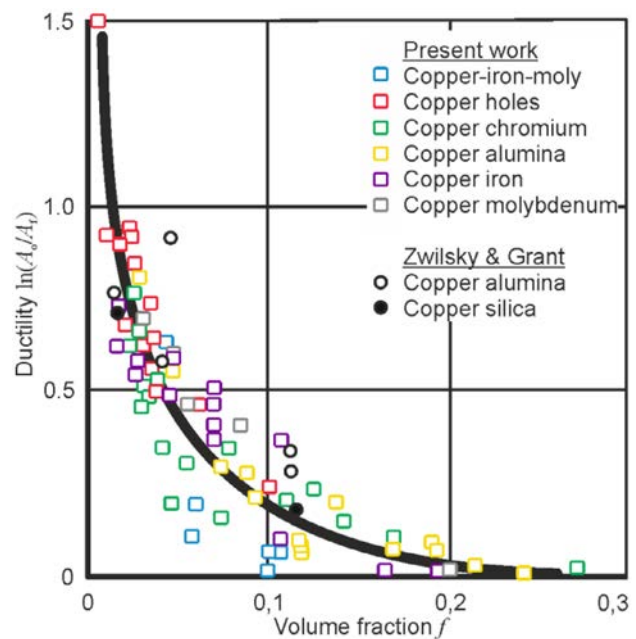 1.5
1.0
0.5
0
Ductility ln(Aₒ/A_f)
Present work
Copper-iron-moly
Copper holes
Copper chromium
Copper alumina
Copper iron
Copper molybdenum
Zwilsky & Grant
Copper alumina
Copper silica
0
0,1
0,2
0,3
Volume fraction f